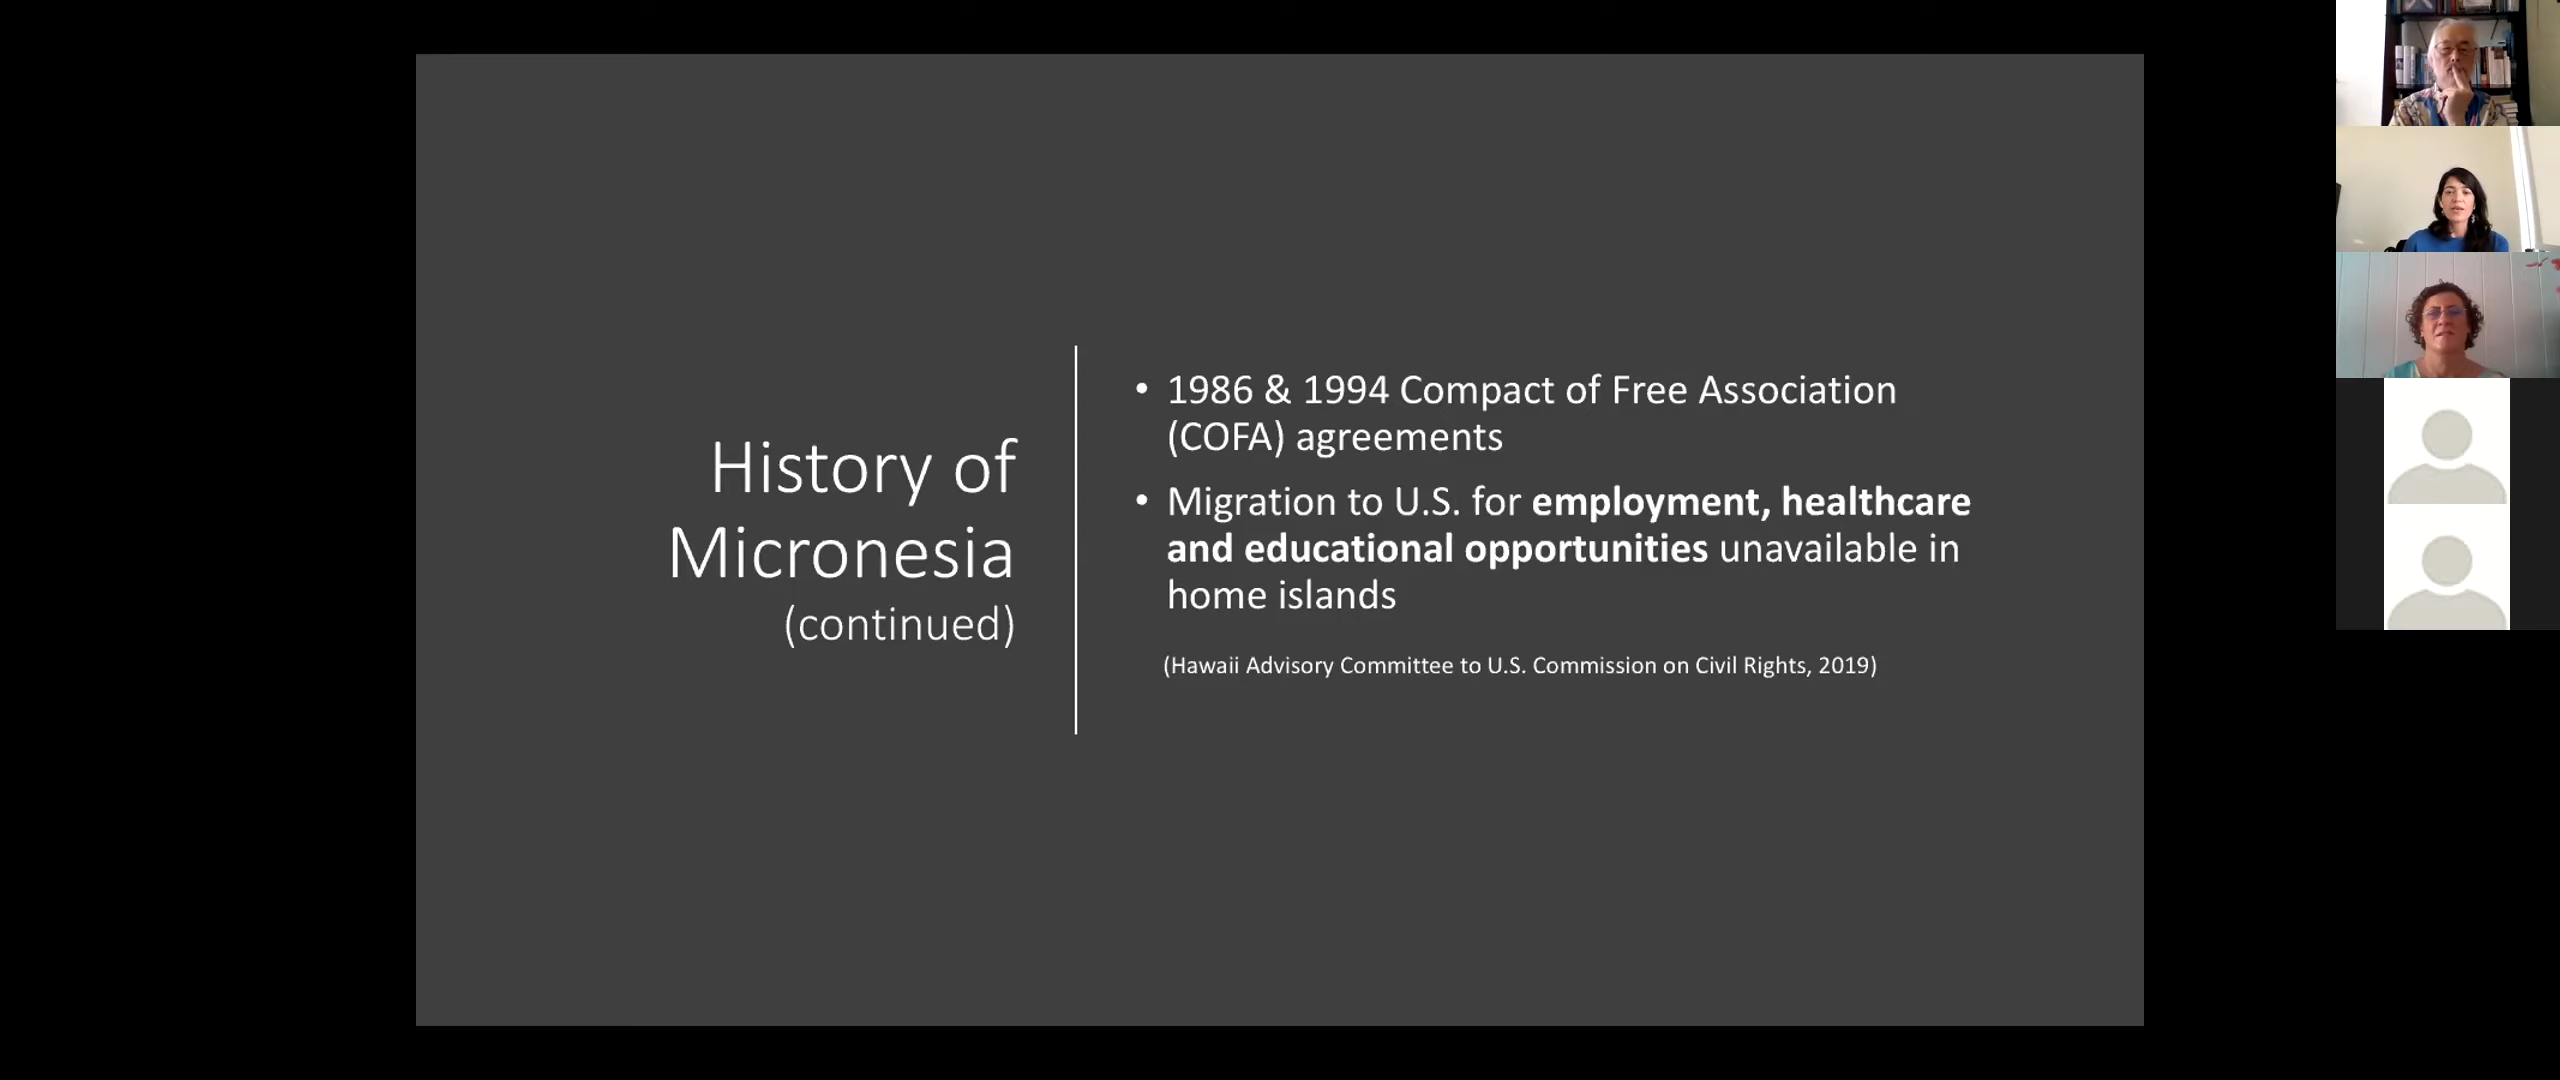 History of
Micronesia
(continued)
• 1986 & 1994 Compact of Free Association
(COFA) agreements
• Migration to U.S. for employment, healthcare
and educational opportunities unavailable in
home islands
(Hawaii Advisory Committee to U.S. Commission on Civil Rights, 2019)